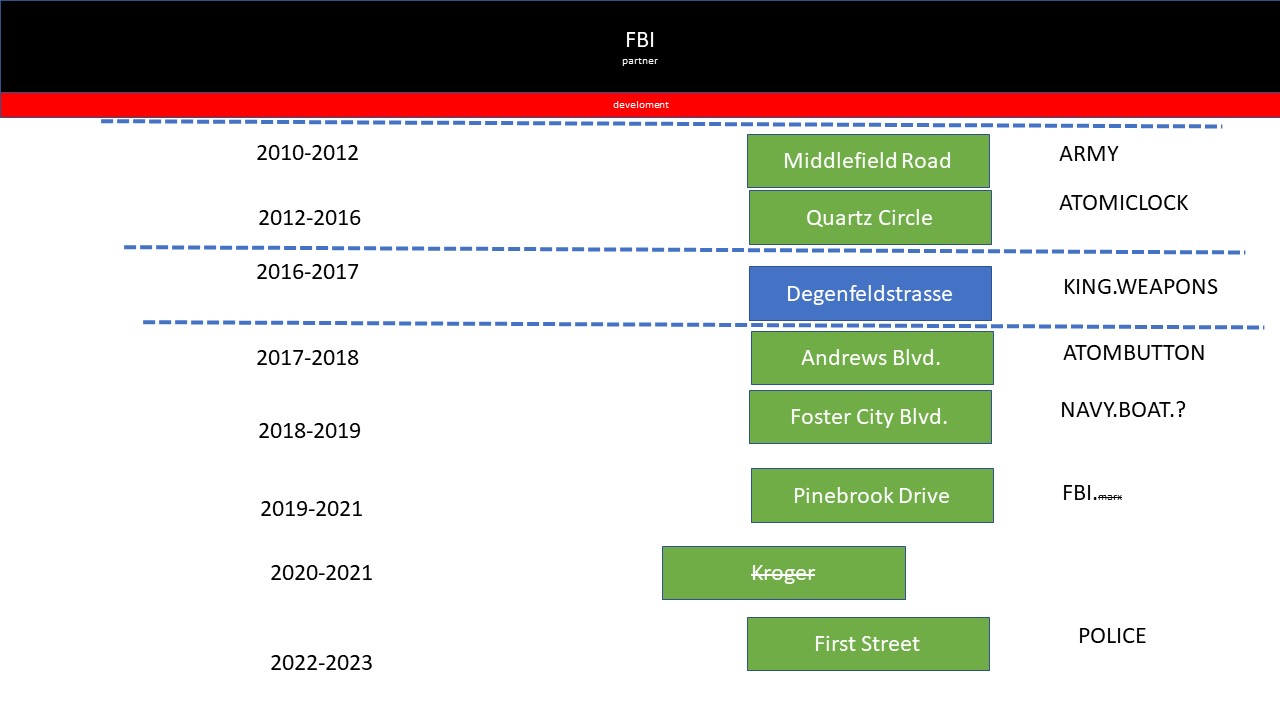 FBI
partner
develoment
2010-2012 Middlefield Road ARMY
2012-2016 Quartz Circle ATOMICLOCK
2016-2017 Degenfeldstrasse KING.WEAPONS
2017-2018 Andrews Blvd. ATOMBUTTON
2018-2019 Foster City Blvd. NAVY.BOAT.?
2019-2021 Pinebrook Drive FBI.marx
2020-2021 Kroger
2022-2023 First Street POLICE